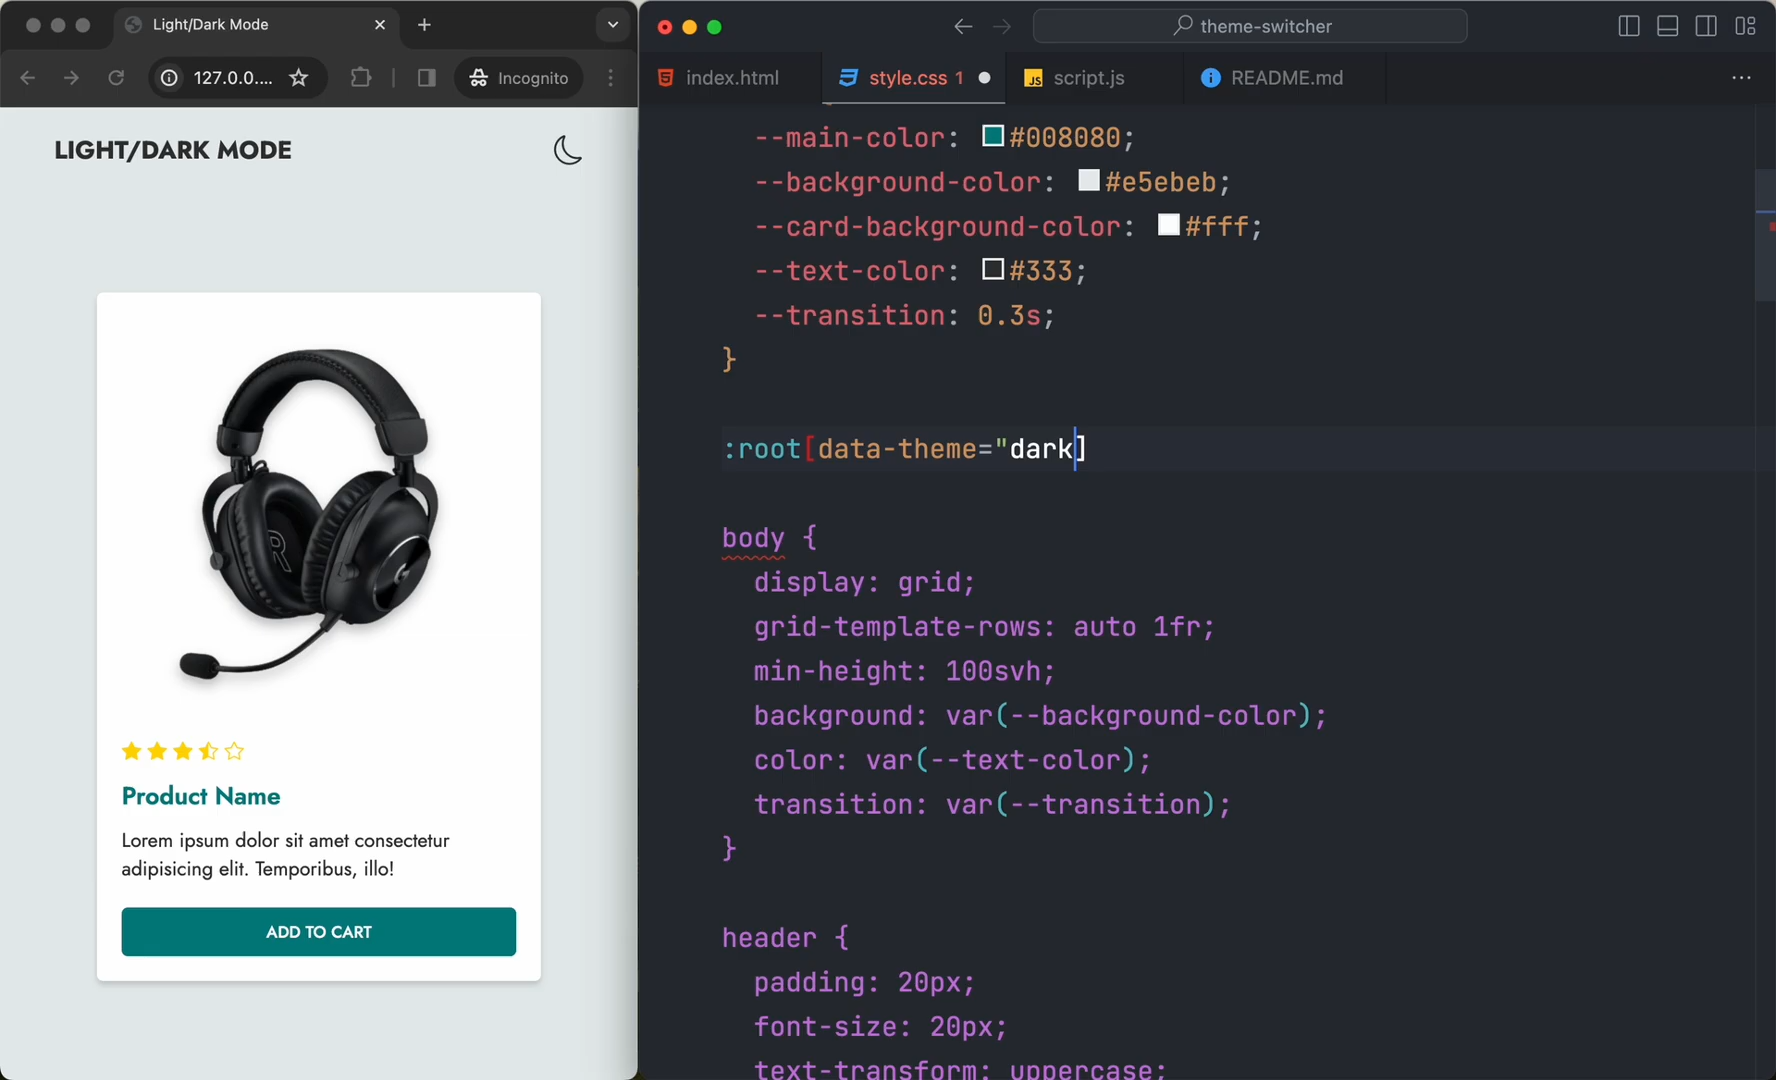 Light/Dark Mode
127.0.0....
Incognito
LIGHT/DARK MODE
Product Name
Lorem ipsum dolor sit amet consectetur
adipisicing elit. Temporibus, illo!
ADD TO CART
theme-switcher
index.html
style.css 1
JS script.js
README.md
--main-color: #008080;
--background-color: #e5ebeb;
--card-background-color: #fff;
--text-color: #333;
--transition: 0.3s;
}
:root[data-theme="dark]
body {
display: grid;
grid-template-rows: auto 1fr;
min-height: 100svh;
background: var(--background-color);
color: var(--text-color);
transition: var(--transition);
}
header {
padding: 20px;
font-size: 20px;
text-transform: uppercase;